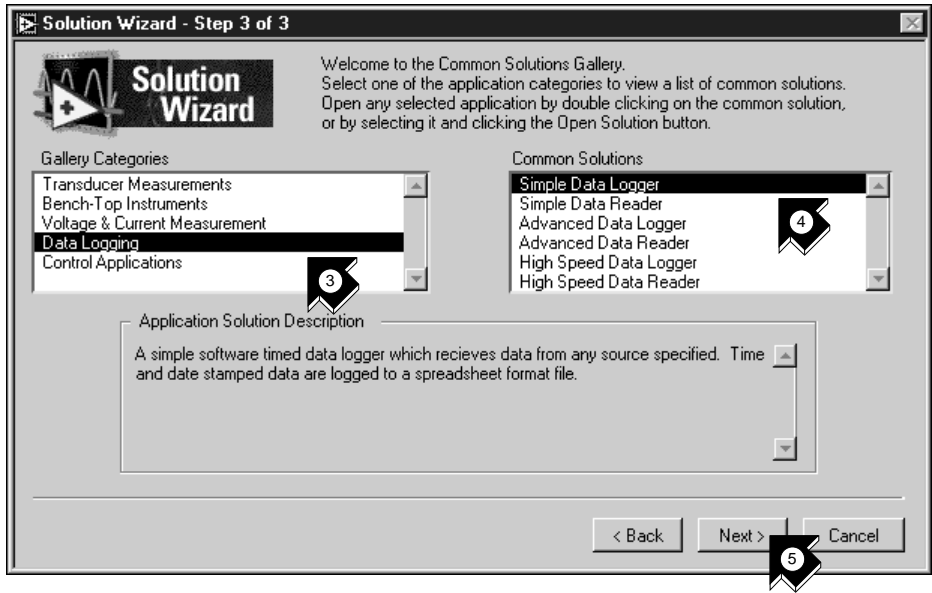 Solution Wizard - Step 3 of 3
Solution
Wizard
Welcome to the Common Solutions Gallery.
Select one of the application categories to view a list of common solutions.
Open any selected application by double clicking on the common solution,
or by selecting it and clicking the Open Solution button.
Gallery Categories
Transducer Measurements
Bench-Top Instruments
Voltage & Current Measurement
Data Logging
Control Applications
3
Common Solutions
Simple Data Logger
Simple Data Reader
Advanced Data Logger
Advanced Data Reader
High Speed Data Logger
High Speed Data Reader
4
Application Solution Description
A simple software timed data logger which recieves data from any source specified. Time
and date stamped data are logged to a spreadsheet format file.
< Back
Next >
Cancel
5